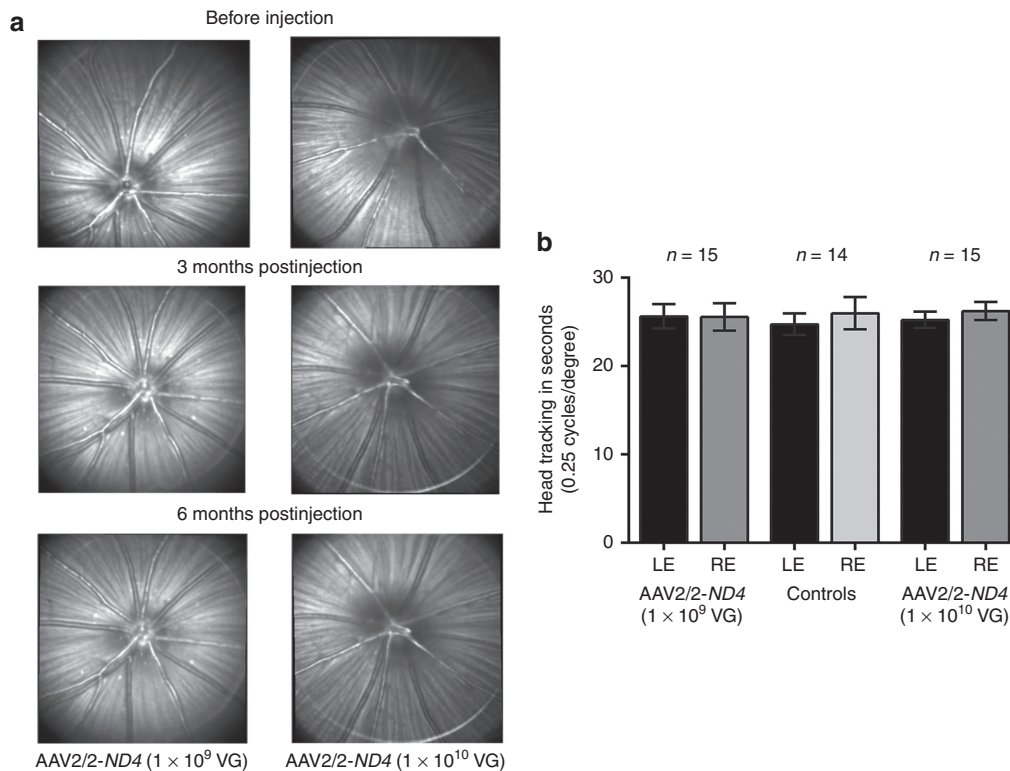 a
Before injection
3 months postinjection
6 months postinjection
AAV2/2-ND4 (1 × 10⁹ VG)
AAV2/2-ND4 (1 × 10¹⁰ VG)
b
n = 15
n = 14
n = 15
Head tracking in seconds
(0.25 cycles/degree)
30
20
10
0
LE
RE
LE
RE
LE
RE
AAV2/2-ND4
(1 × 10⁹ VG)
Controls
AAV2/2-ND4
(1 × 10¹⁰ VG)